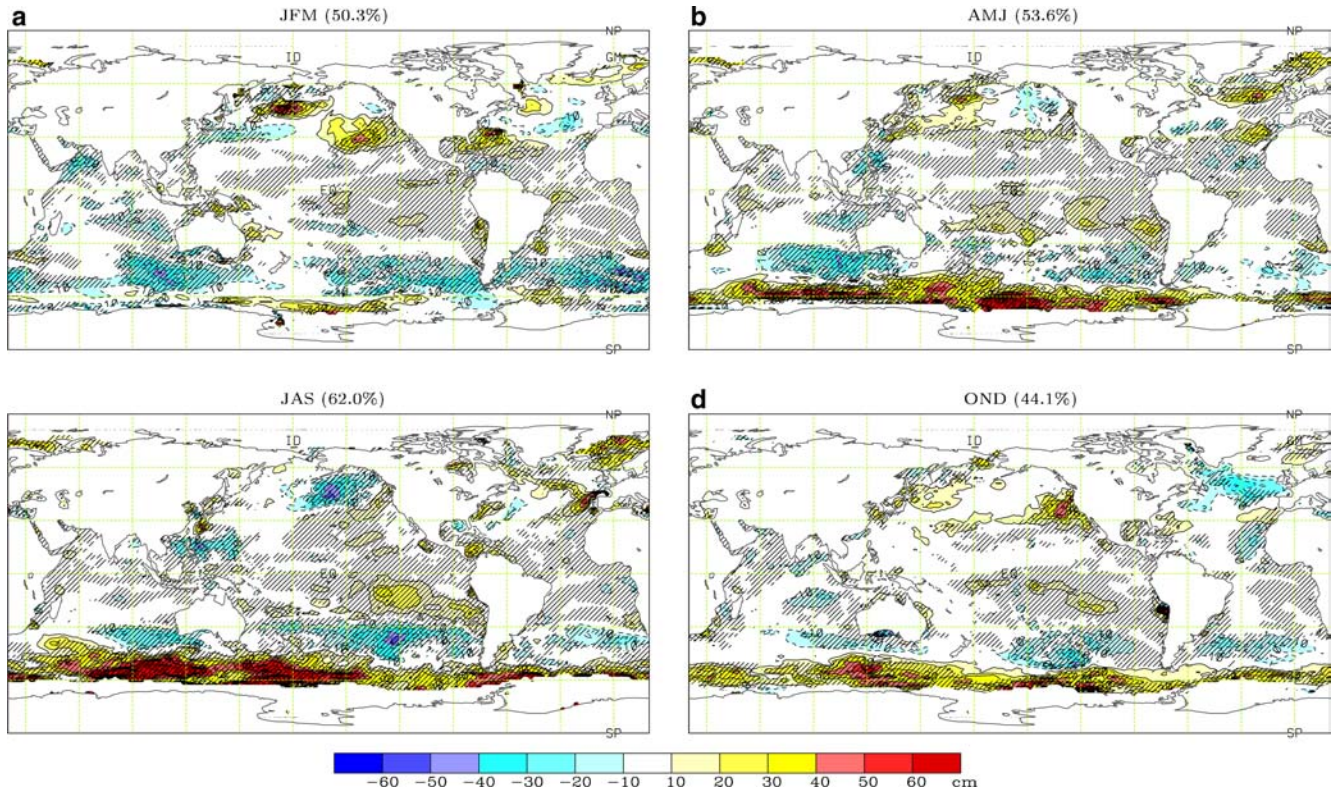 a JFM (50.3%)
b AMJ (53.6%)
NP
ID
GM
EQ
SP
NP
ID
GM
EQ
SP
JAS (62.0%)
d OND (44.1%)
NP
ID
GM
EQ
SP
NP
ID
EQ
SP
−60 −50 −40 −30 −20 −10 10 20 30 40 50 60 cm